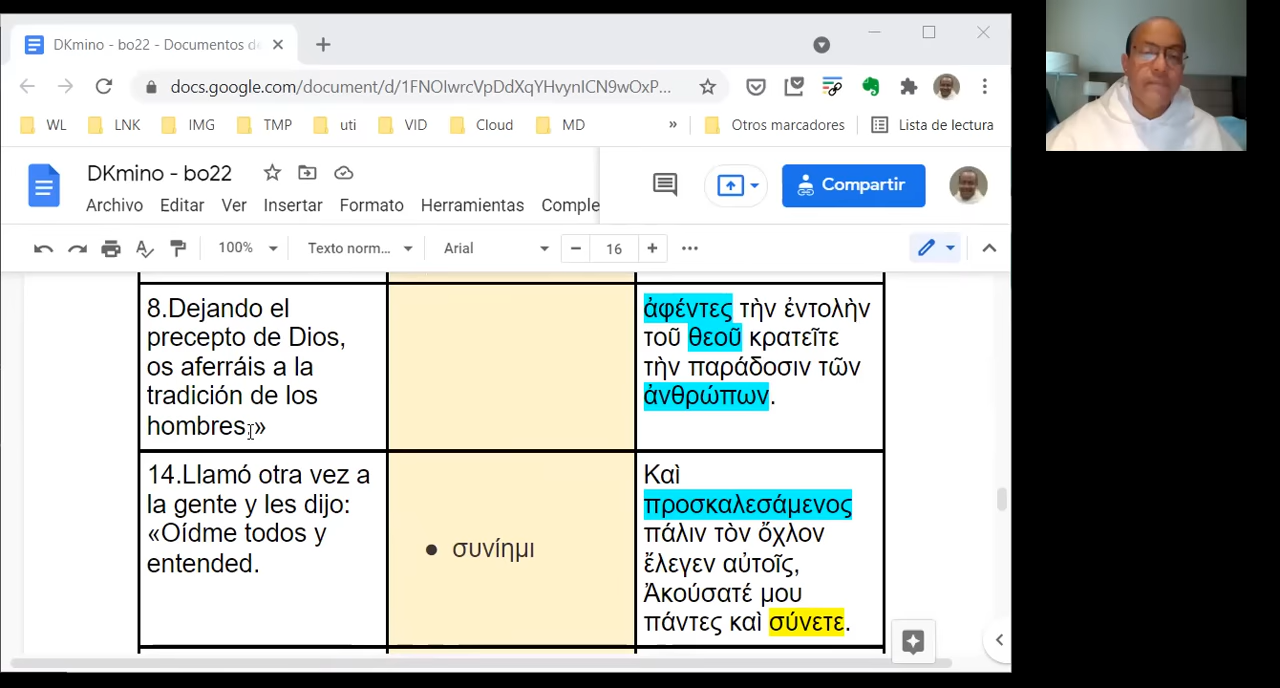 DKmino - bo22 - Documentos de
docs.google.com/document/d/1FNOIwrcVpDdXqYHvynICN9wOxP...
WL LNK IMG TMP uti VID Cloud MD » Otros marcadores Lista de lectura
DKmino - bo22
Compartir
Archivo Editar Ver Insertar Formato Herramientas Comple
100% Texto norm... Arial 16
8.Dejando el
precepto de Dios,
os aferráis a la
tradición de los
hombres.»
ἀφέντες τὴν ἐντολὴν
τοῦ θεοῦ κρατεῖτε
τὴν παράδοσιν τῶν
ἀνθρώπων.
14.Llamó otra vez a
la gente y les dijo:
«Oídme todos y
entended.
● συνίημι
Καὶ
προσκαλεσάμενος
πάλιν τὸν ὄχλον
ἔλεγεν αὐτοῖς,
Ἀκούσατέ μου
πάντες καὶ σύνετε.